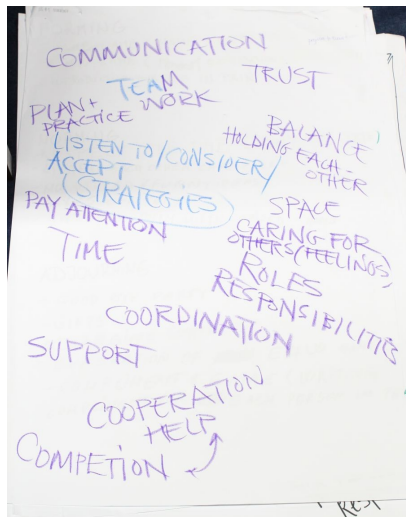 COMMUNICATION
TRUST
TEAM
WORK
PLAN +
PRACTICE
BALANCE
HOLDING EACH-
OTHER
LISTEN TO/CONSIDER/
ACCEPT
(STRATEGIES)
PAY ATTENTION
TIME
SPACE
CARING FOR
OTHERS (FEELINGS)
ROLES
RESPONSIBILITIES
COORDINATION
SUPPORT
COOPERATION
HELP
COMPETION